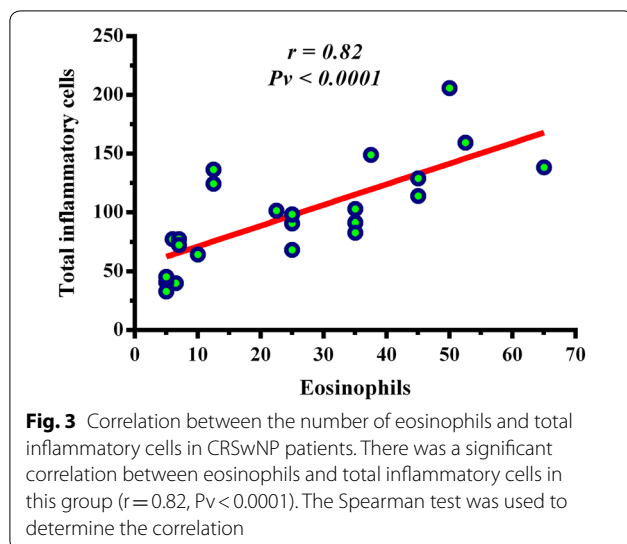 250
200
150
100
50
0
r = 0.82
Pv < 0.0001
Total inflammatory cells
0 10 20 30 40 50 60 70
Eosinophils
Fig. 3 Correlation between the number of eosinophils and total
inflammatory cells in CRSwNP patients. There was a significant
correlation between eosinophils and total inflammatory cells in
this group (r = 0.82, Pv < 0.0001). The Spearman test was used to
determine the correlation